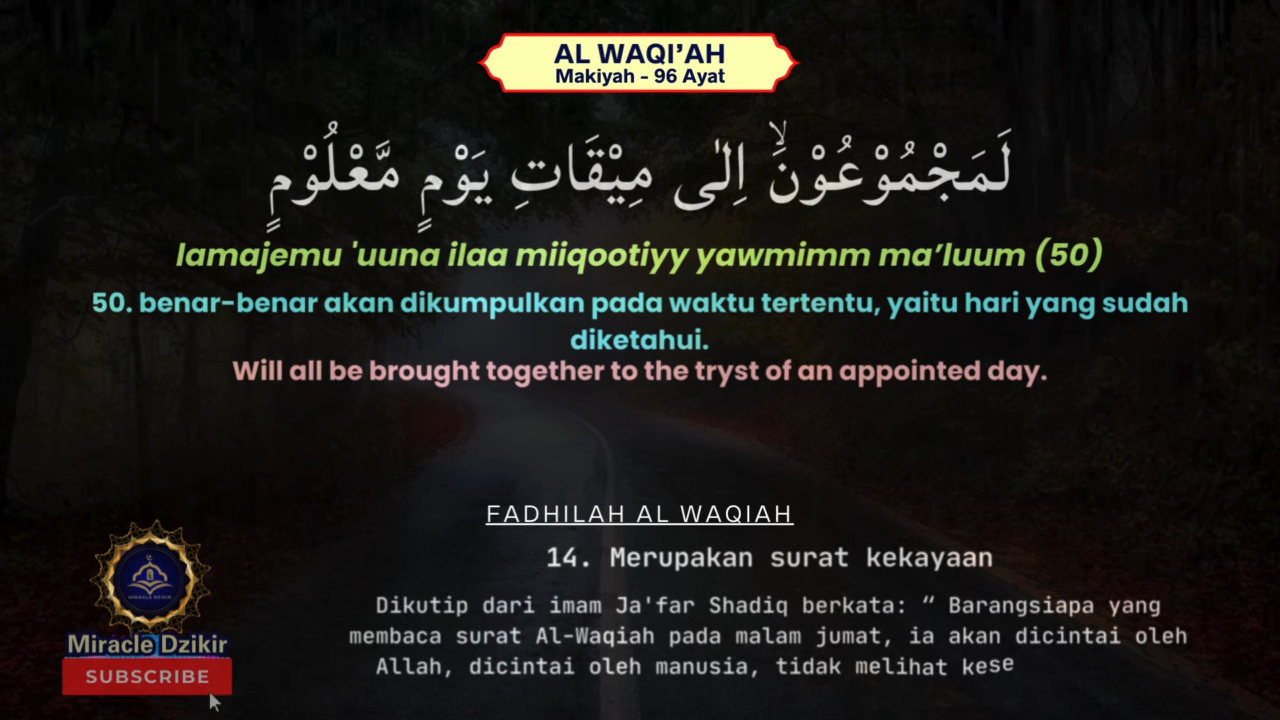 AL WAQI’AH
Makiyah - 96 Ayat
لَمَجْمُوْعُوْنَۙ اِلٰى مِيْقَاتِ يَوْمٍ مَّعْلُوْمٍ
lamajemu 'uuna ilaa miiqootiyy yawmimm ma’luum (50)
50. benar-benar akan dikumpulkan pada waktu tertentu, yaitu hari yang sudah
diketahui.
Will all be brought together to the tryst of an appointed day.
FADHILAH AL WAQIAH
14. Merupakan surat kekayaan
Dikutip dari imam Ja'far Shadiq berkata: “ Barangsiapa yang
membaca surat Al-Waqiah pada malam jumat, ia akan dicintai oleh
Allah, dicintai oleh manusia, tidak melihat kese
MIRACLE DZIKIR
Miracle Dzikir
SUBSCRIBE